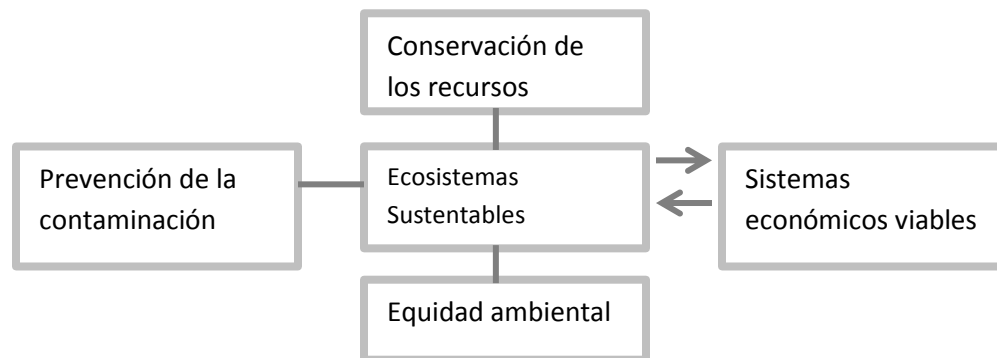 Conservación de
los recursos
Prevención de la
contaminación
Ecosistemas
Sustentables
Sistemas
económicos viables
Equidad ambiental